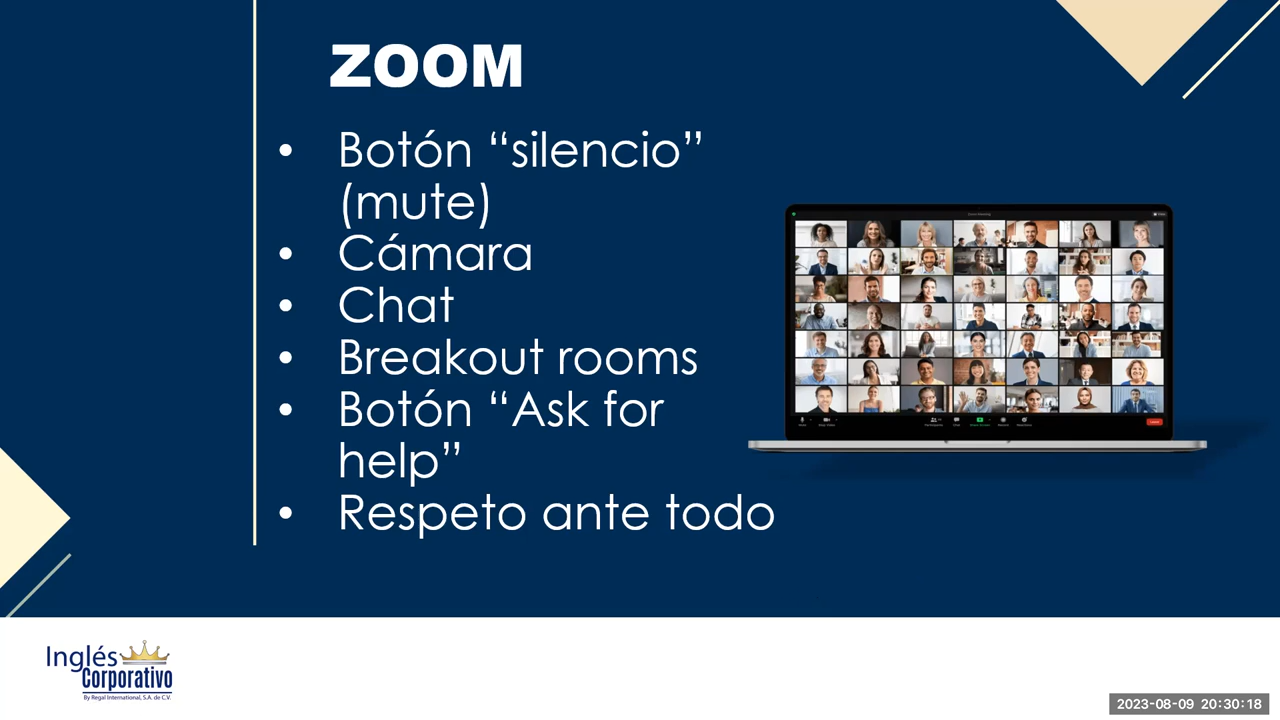 ZOOM
• Botón “silencio”
(mute)
• Cámara
• Chat
• Breakout rooms
• Botón “Ask for
help”
• Respeto ante todo
Inglés
Corporativo
By Regal International, S.A. de C.V.
2023-08-09 20:30:18